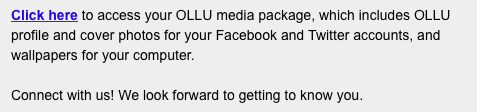 Click here to access your OLLU media package, which includes OLLU
profile and cover photos for your Facebook and Twitter accounts, and
wallpapers for your computer.
Connect with us! We look forward to getting to know you.